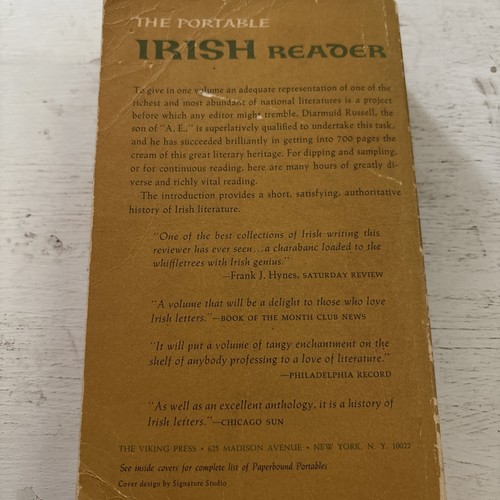 THE PORTABLE
IRISH READER
To give in one volume an adequate representation of one of the
richest and most abundant of national literatures is a project
before which any editor might tremble. Diarmuid Russell, the
son of "A. E.," is superlatively qualified to undertake this task,
and he has succeeded brilliantly in getting into 700 pages the
cream of this great literary heritage. For dipping and sampling,
or for continuous reading, here are many hours of greatly di-
verse and richly vital reading.
The introduction provides a short, satisfying, authoritative
history of Irish literature.
"One of the best collections of Irish writing this
reviewer has ever seen...a charabanc loaded to the
whiffletrees with Irish genius."
—Frank J. Hynes, SATURDAY REVIEW
"A volume that will be a delight to those who love
Irish letters."—BOOK OF THE MONTH CLUB NEWS
"It will put a volume of tangy enchantment on the
shelf of anybody professing to a love of literature."
—PHILADELPHIA RECORD
"As well as an excellent anthology, it is a history of
Irish letters."—CHICAGO SUN
THE VIKING PRESS • 625 MADISON AVENUE • NEW YORK, N. Y. 10022
See inside covers for complete list of Paperbound Portables
Cover design by Signature Studio